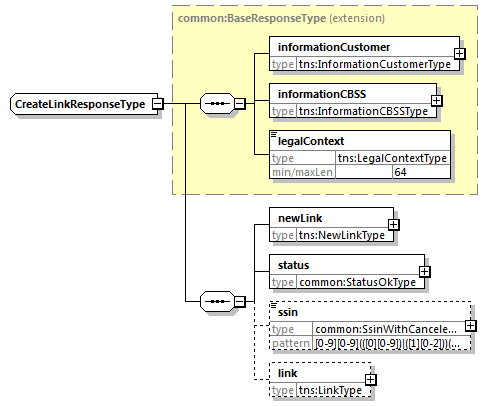 common:BaseResponseType (extension)
informationCustomer
type tns:InformationCustomerType
CreateLinkResponseType
informationCBSS
type tns:InformationCBSSType
legalContext
type tns:LegalContextType
min/maxLen 64
newLink
type tns:NewLinkType
status
type common:StatusOkType
ssin
type common:SsinWithCancele...
pattern [0-9][0-9](([0][0-9])|([1][0-2]))(...
link
type tns:LinkType